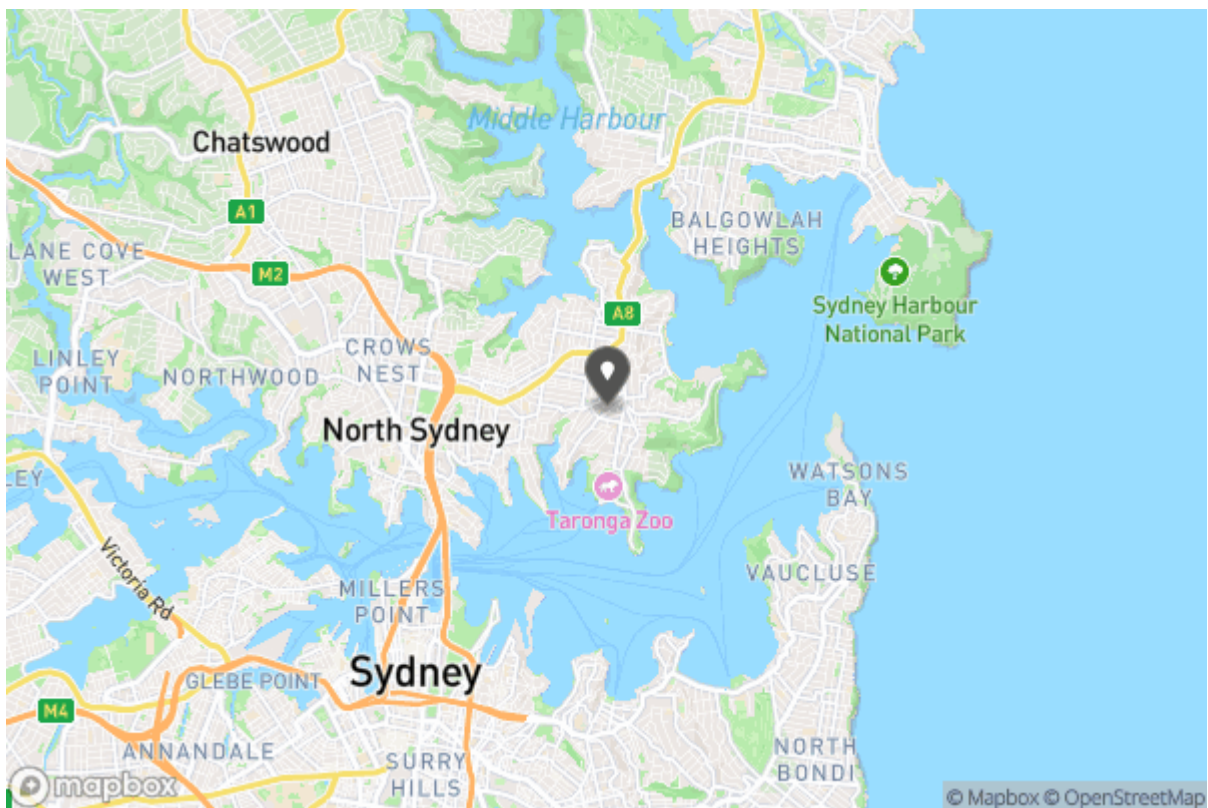 Middle Harbour
Chatswood
A1
BALGOWLAH
HEIGHTS
LANE COVE
WEST
M2
Sydney Harbour
National Park
A8
CROWS
NEST
LINLEY
POINT
NORTHWOOD
North Sydney
WATSONS
BAY
LEY
Taronga Zoo
Victoria Rd
VAUCLUSE
MILLERS
POINT
Sydney
GLEBE POINT
M4
ANNANDALE
SURRY
HILLS
NORTH
BONDI
mapbox
© Mapbox © OpenStreetMap